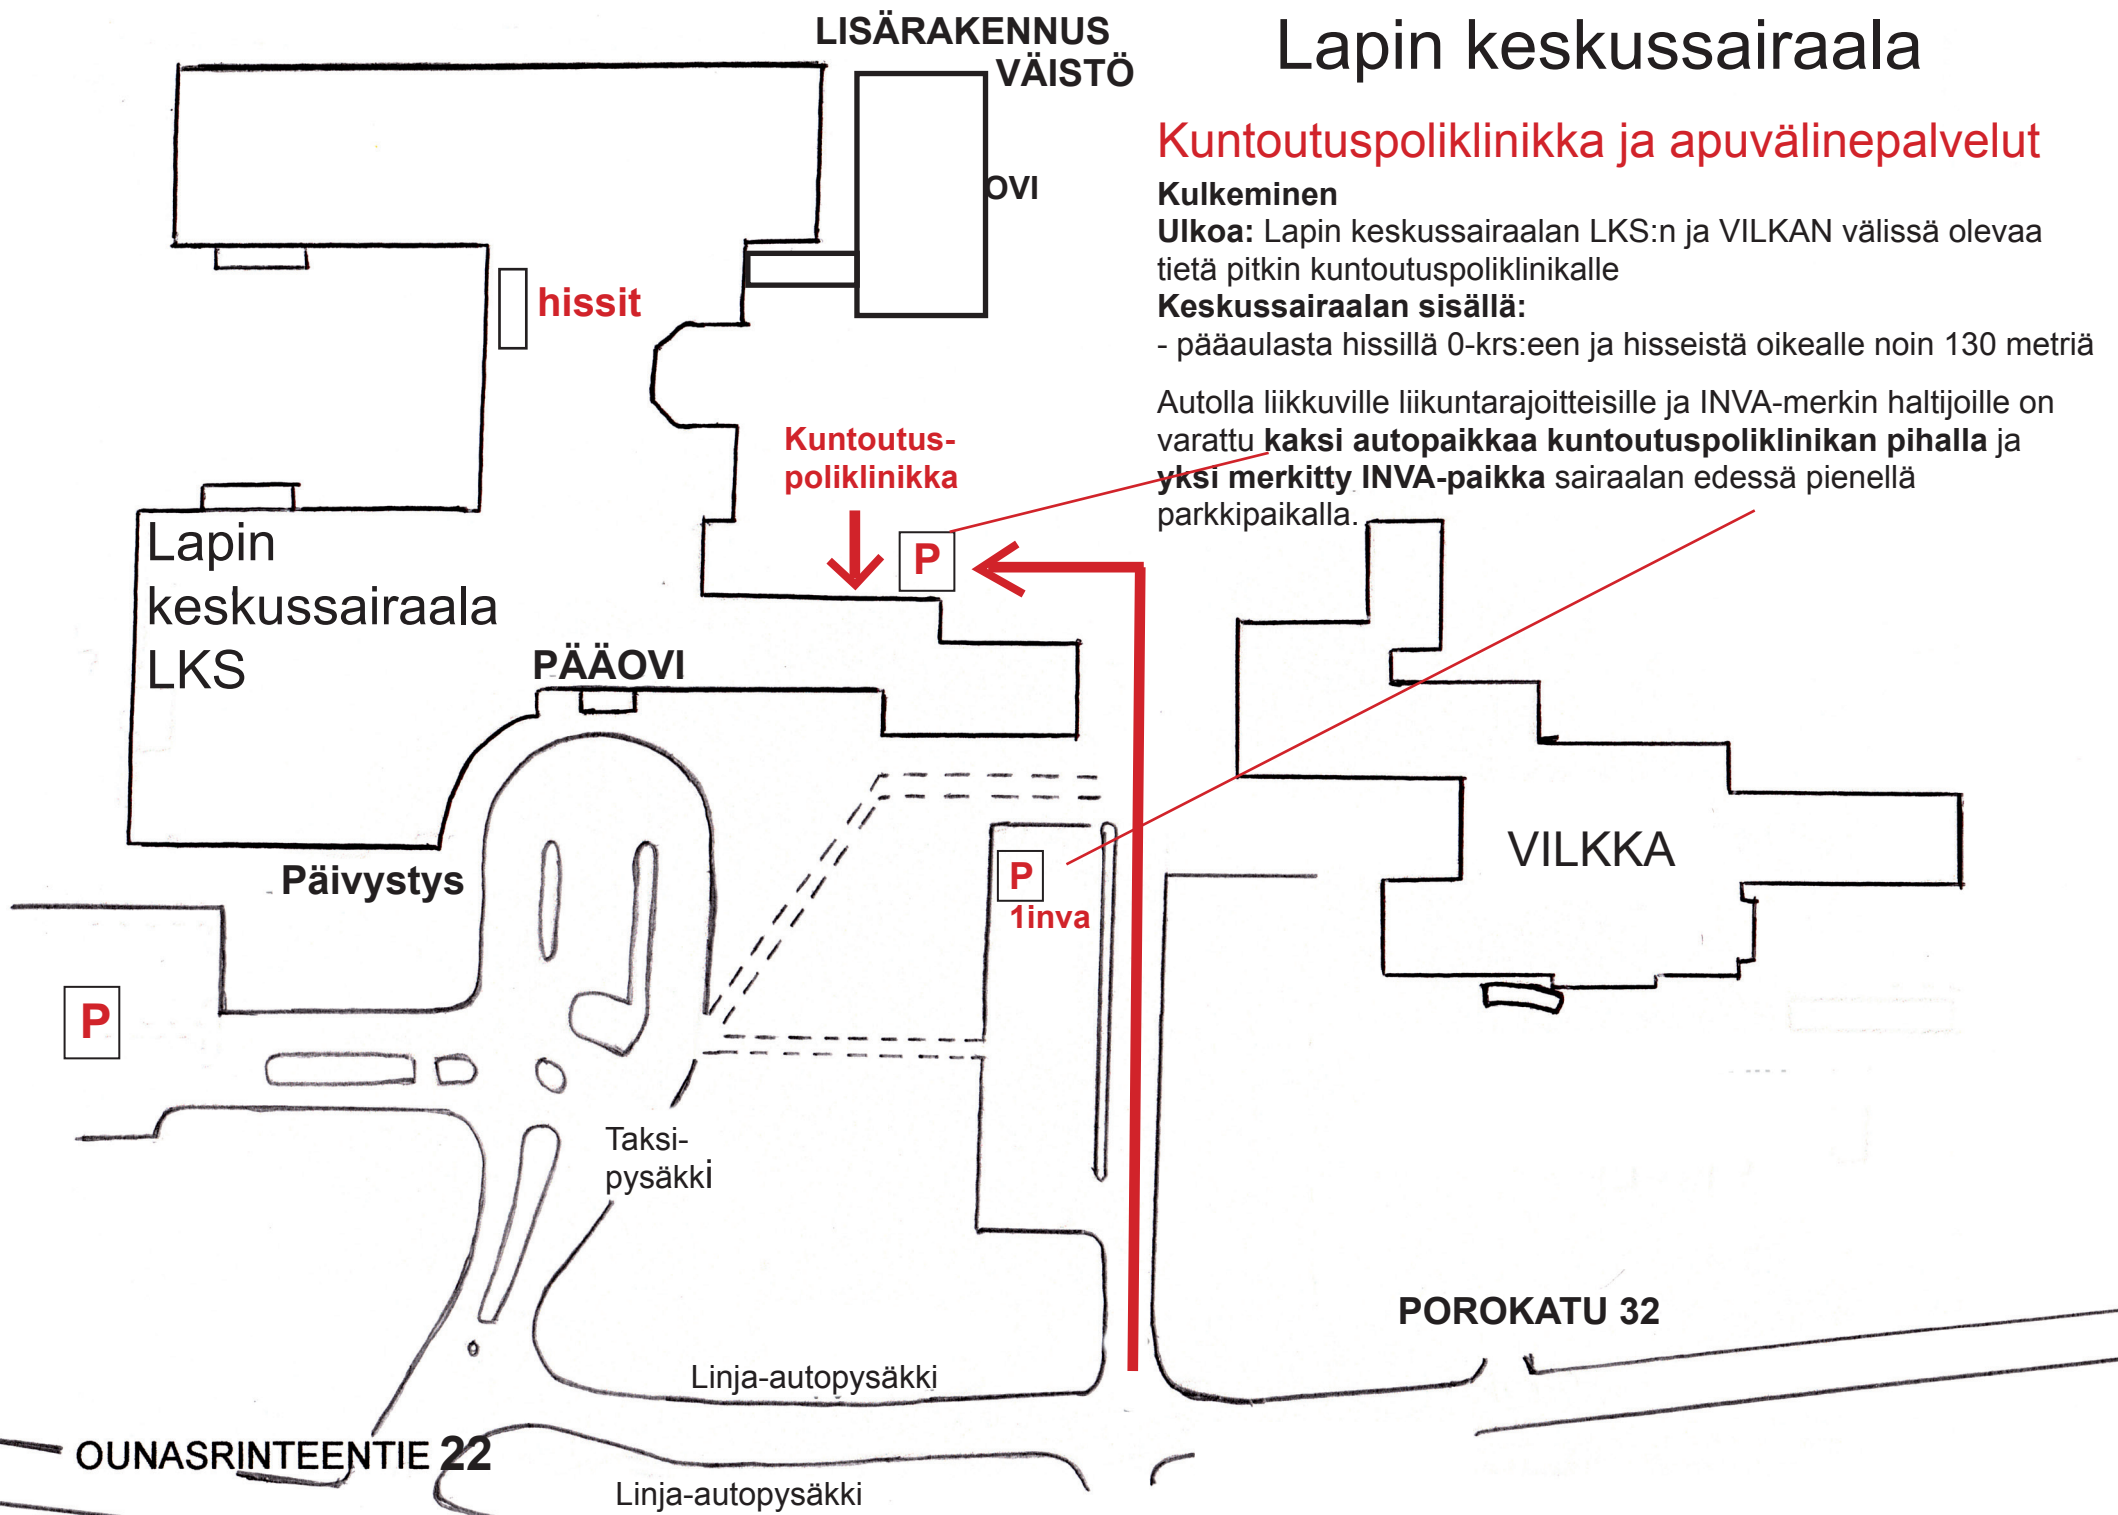 LISÄRAKENNUS
VÄISTÖ
OVI
Lapin keskussairaala
Kuntoutuspoliklinikka ja apuvälinepalvelut
Kulkeminen
Ulkoa: Lapin keskussairaalan LKS:n ja VILKAN välissä olevaa
tietä pitkin kuntoutuspoliklinikalle
Keskussairaalan sisällä:
- pääaulasta hissillä 0-krs:een ja hisseistä oikealle noin 130 metriä
Autolla liikkuville liikuntarajoitteisille ja INVA-merkin haltijoille on
varattu kaksi autopaikkaa kuntoutuspoliklinikan pihalla ja
yksi merkitty INVA-paikka sairaalan edessä pienellä
parkkipaikalla.
hissit
Kuntoutus-
poliklinikka
P
Lapin
keskussairaala
LKS
PÄÄOVI
VILKKA
Päivystys
P
1inva
P
Taksi-
pysäkki
POROKATU 32
Linja-autopysäkki
OUNASRINTEENTIE 22
Linja-autopysäkki